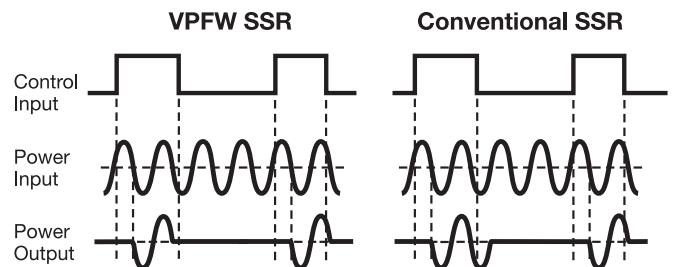 VPFW SSR
Conventional SSR
Control
Input
Power
Input
Power
Output